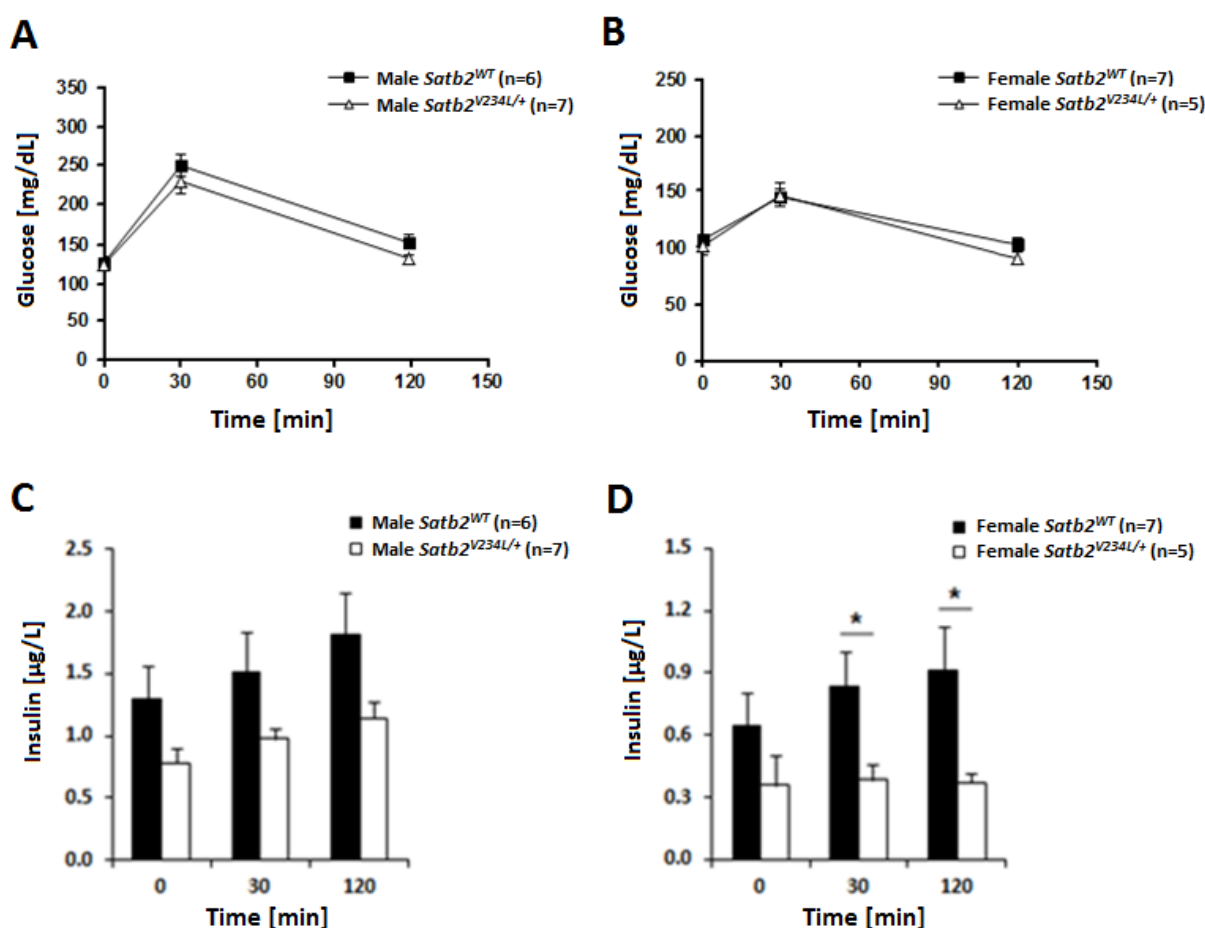 A
Male Satb2WT (n=6)
Male Satb2V234L/+ (n=7)
350
300
250
200
150
100
50
0
Glucose [mg/dL]
0 30 60 90 120 150
Time [min]
B
Female Satb2WT (n=7)
Female Satb2V234L/+ (n=5)
250
200
150
100
50
0
Glucose [mg/dL]
0 30 60 90 120 150
Time [min]
C
Male Satb2WT (n=6)
Male Satb2V234L/+ (n=7)
2.5
2.0
1.5
1.0
0.5
0.0
Insulin [µg/L]
0 30 120
Time [min]
D
Female Satb2WT (n=7)
Female Satb2V234L/+ (n=5)
1.5
1.2
0.9
0.6
0.3
0.0
Insulin [µg/L]
* *
0 30 120
Time [min]